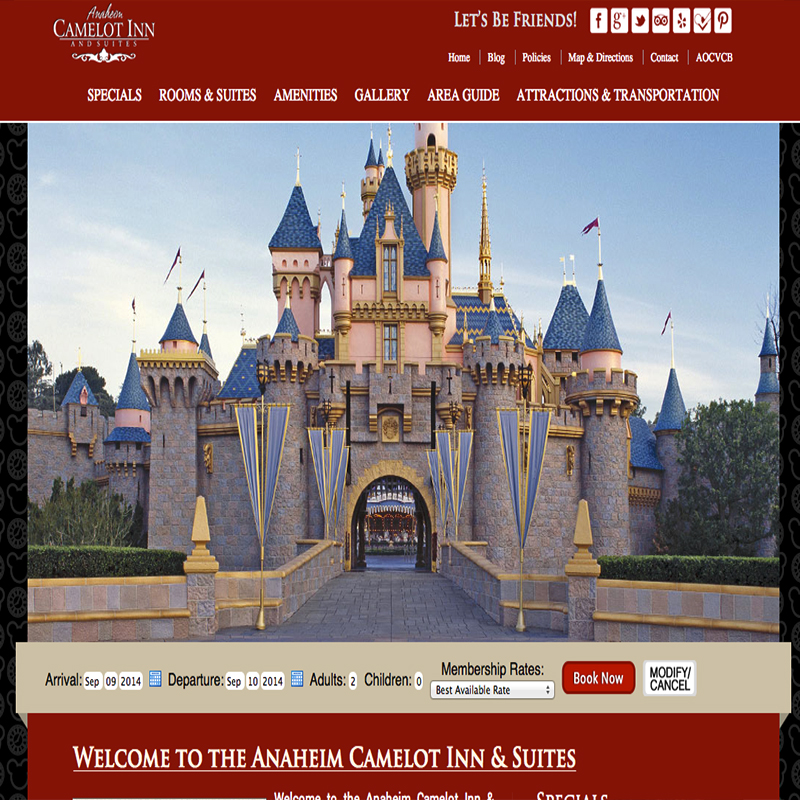 Anaheim
CAMELOT INN
AND SUITES
LET'S BE FRIENDS!
Home Blog Policies Map & Directions Contact AOCVCB
SPECIALS ROOMS & SUITES AMENITIES GALLERY AREA GUIDE ATTRACTIONS & TRANSPORTATION
Membership Rates:
Arrival: Sep 09 2014 Departure: Sep 10 2014 Adults: 2 Children: 0 Best Available Rate Book Now MODIFY/
CANCEL
WELCOME TO THE ANAHEIM CAMELOT INN & SUITES
Welcome to the Anaheim Camelot Inn &
SPECIALS